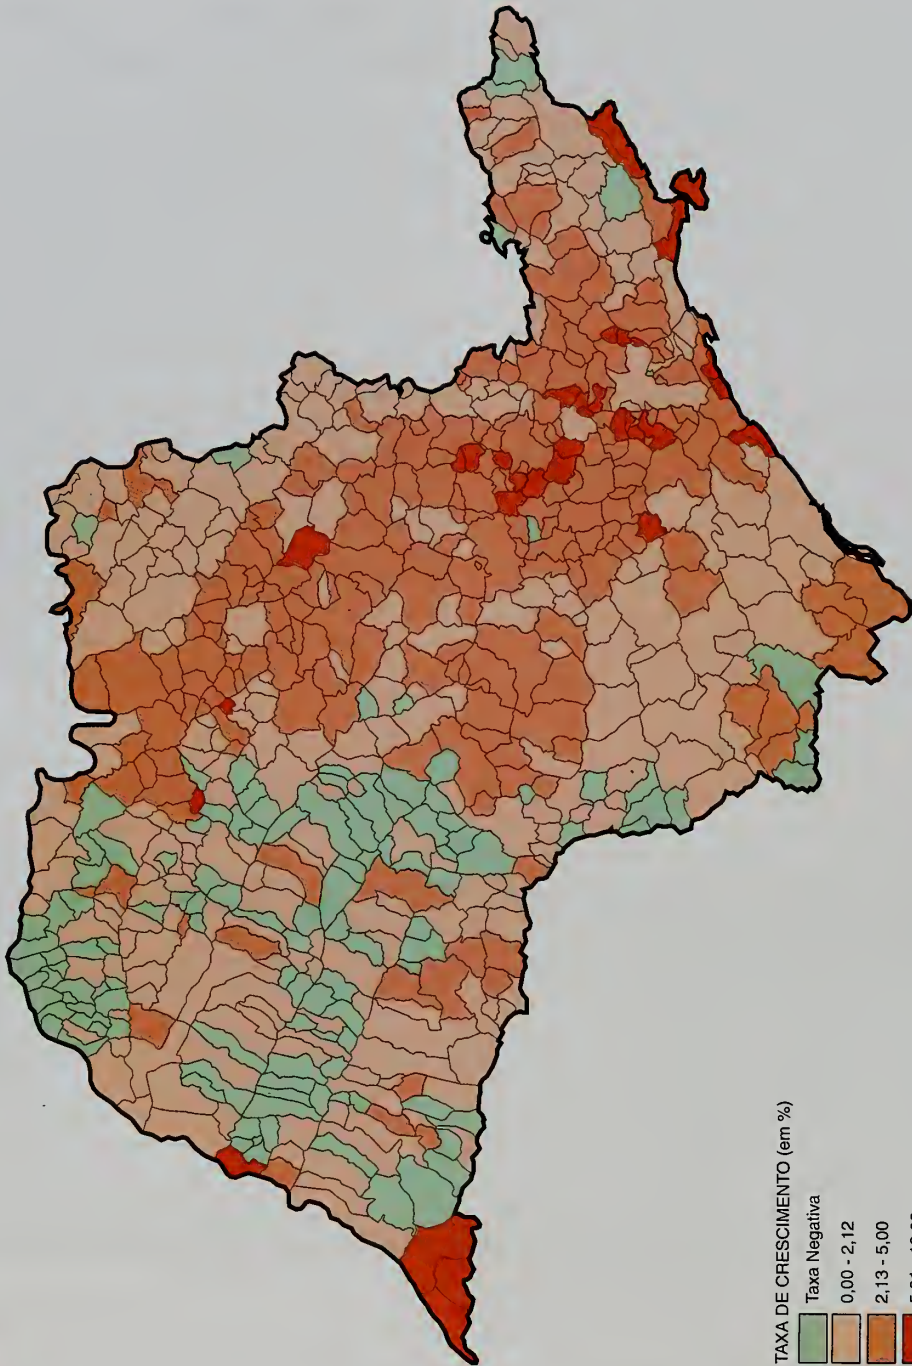 TAXA DE CRESCIMENTO (em %)
Taxa Negativa
0,00 - 2,12
2,13 - 5,00